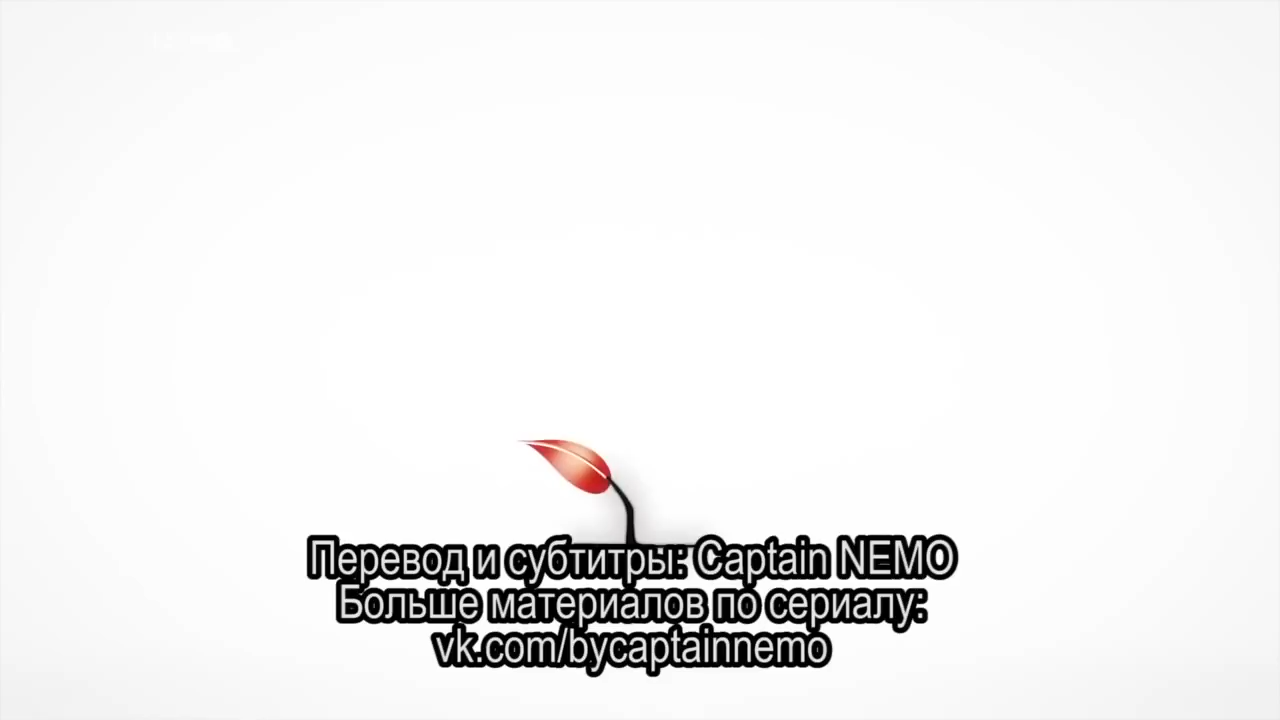 Перевод и субтитры: Captain NEMO
Больше материалов по сериалу:
vk.com/bycaptainnemo